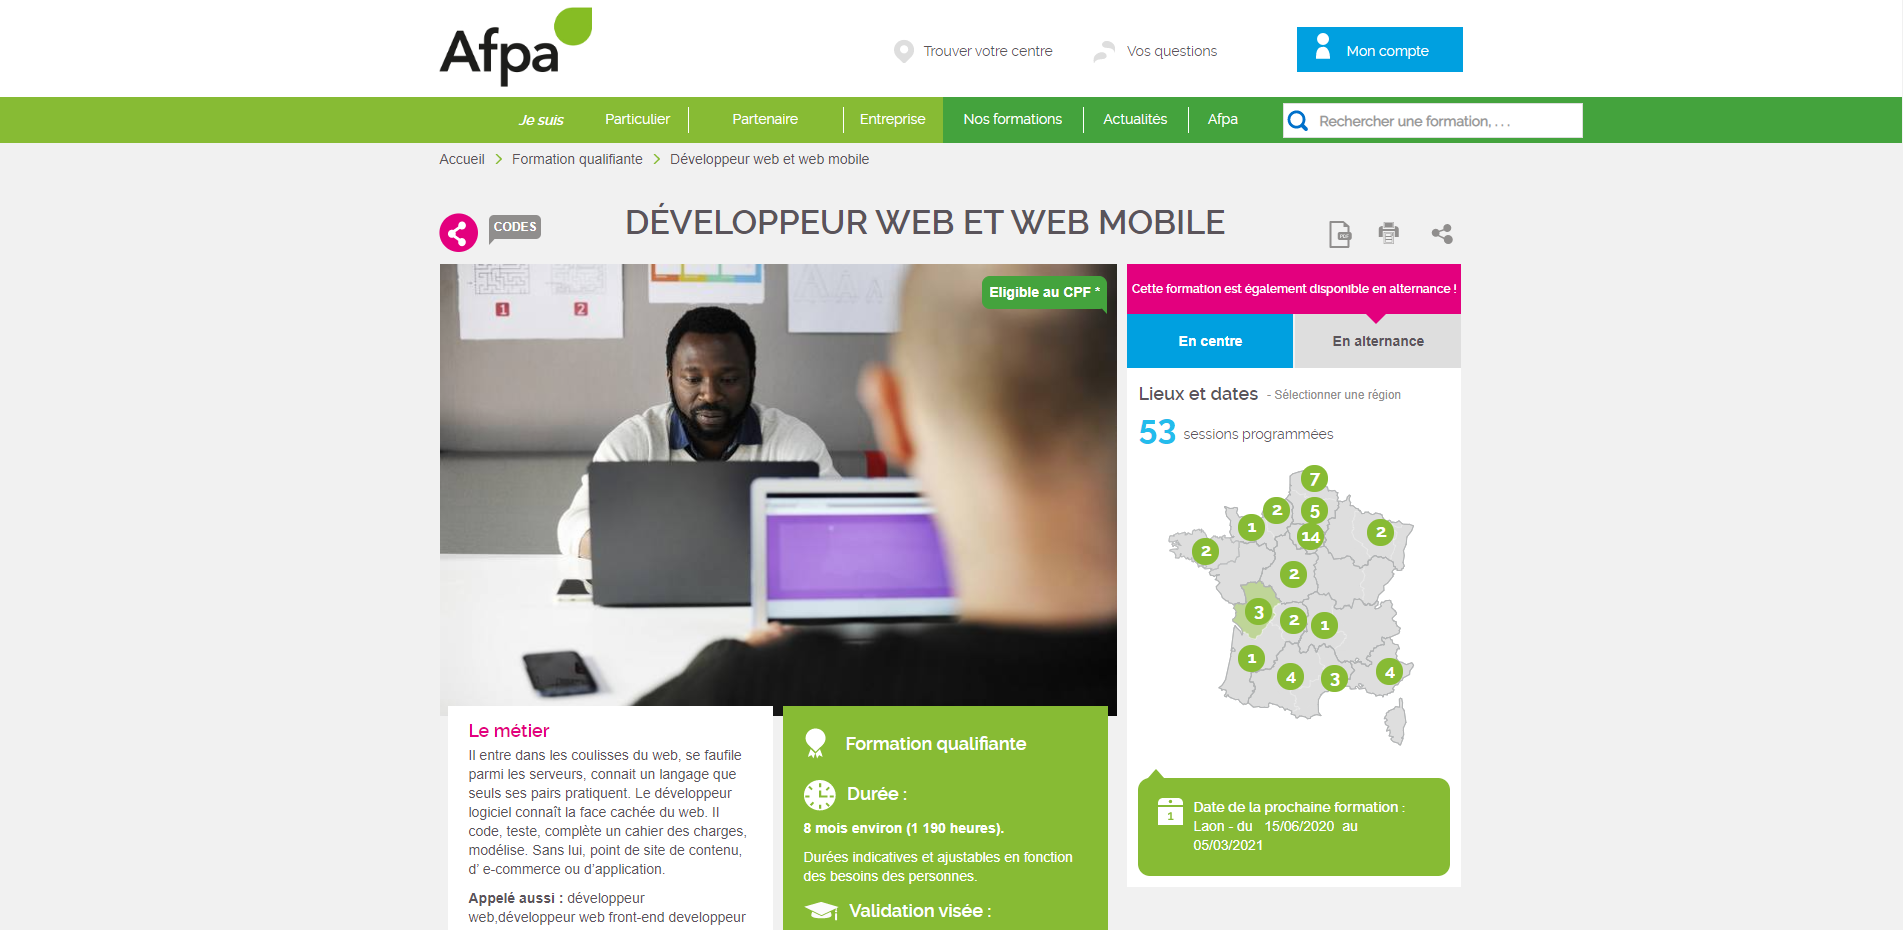 Afpa
Trouver votre centre
Vos questions
Mon compte
Je suis
Particulier
Partenaire
Entreprise
Nos formations
Actualités
Afpa
Rechercher une formation, . . .
Accueil > Formation qualifiante > Développeur web et web mobile
CODES
DÉVELOPPEUR WEB ET WEB MOBILE
PDF
1
2
Eligible au CPF *
Cette formation est également disponible en alternance !
En centre
En alternance
Lieux et dates - Sélectionner une région
53 sessions programmées
7
2
5
1
14
2
2
2
3
2
1
1
4
3
4
1
Date de la prochaine formation :
Laon - du 15/06/2020 au
05/03/2021
Le métier
Il entre dans les coulisses du web, se faufile
parmi les serveurs, connait un langage que
seuls ses pairs pratiquent. Le développeur
logiciel connaît la face cachée du web. Il
code, teste, complète un cahier des charges,
modélise. Sans lui, point de site de contenu,
d’ e-commerce ou d’application.
Appelé aussi : développeur
web,développeur web front-end developpeur
Formation qualifiante
Durée :
8 mois environ (1 190 heures).
Durées indicatives et ajustables en fonction
des besoins des personnes.
Validation visée :